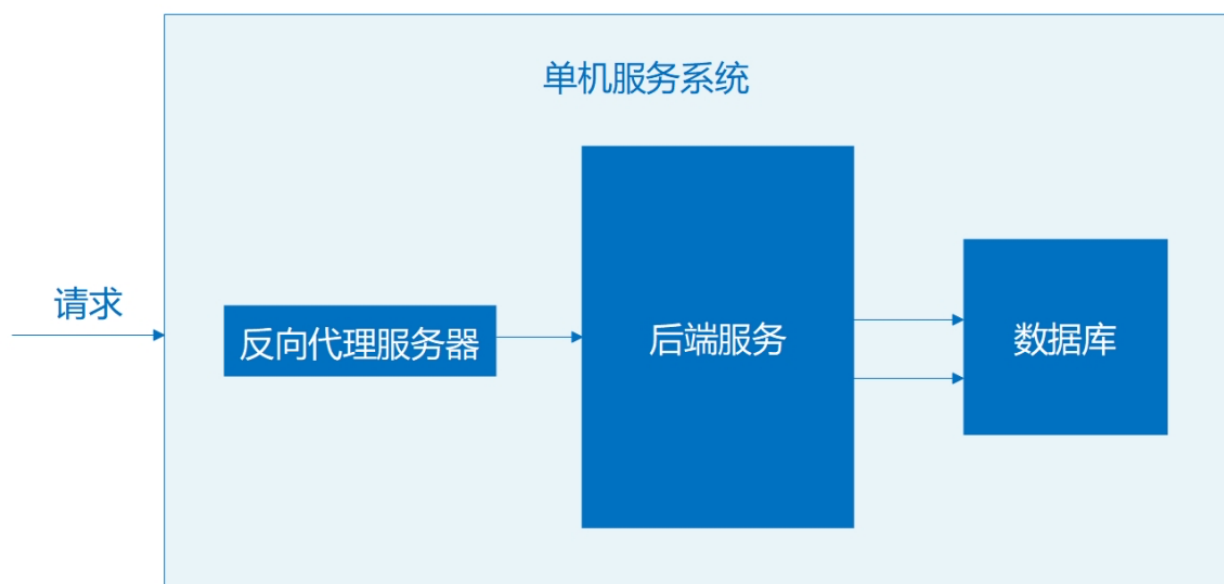 单机服务系统
请求
反向代理服务器
后端服务
数据库